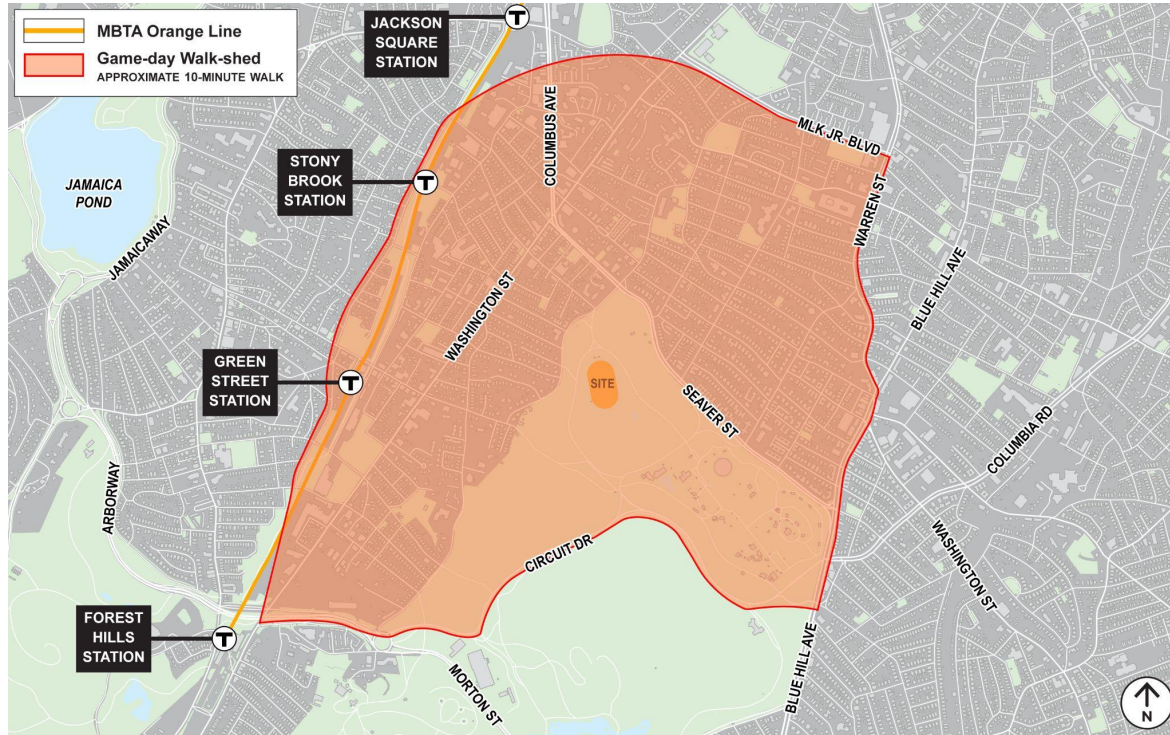 MBTA Orange Line
Game-day Walk-shed
APPROXIMATE 10-MINUTE WALK
JACKSON
SQUARE
STATION
T
COLUMBUS AVE
MLK JR. BLVD
STONY
BROOK
STATION
T
JAMAICA
POND
JAMAICAWAY
WARREN ST
BLUE HILL AVE
WASHINGTON ST
GREEN
STREET
STATION
T
SITE
SEAVER ST
COLUMBIA RD
ARBORWAY
CIRCUIT DR
WASHINGTON ST
FOREST
HILLS
STATION
T
MORTON ST
BLUE HILL AVE
N